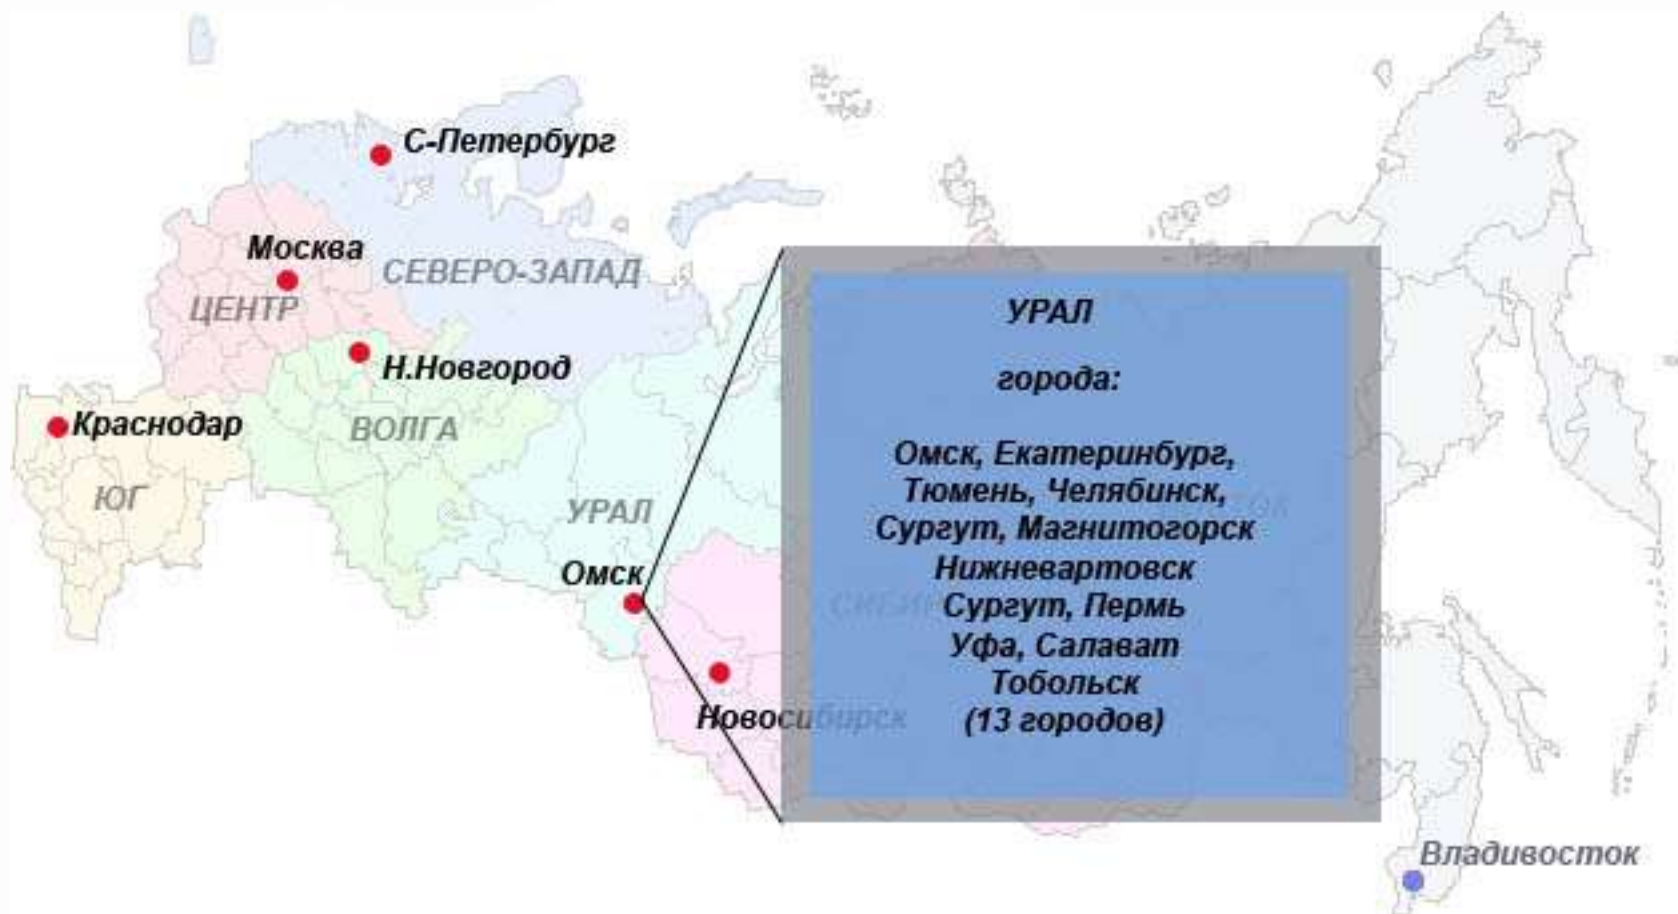 С-Петербург
Москва
СЕВЕРО-ЗАПАД
ЦЕНТР
Н.Новгород
Краснодар
ВОЛГА
ЮГ
УРАЛ
Омск
Новосибирск
УРАЛ
города:
Омск, Екатеринбург,
Тюмень, Челябинск,
Сургут, Магнитогорск
Нижневартовск
Сургут, Пермь
Уфа, Салават
Тобольск
(13 городов)
Владивосток